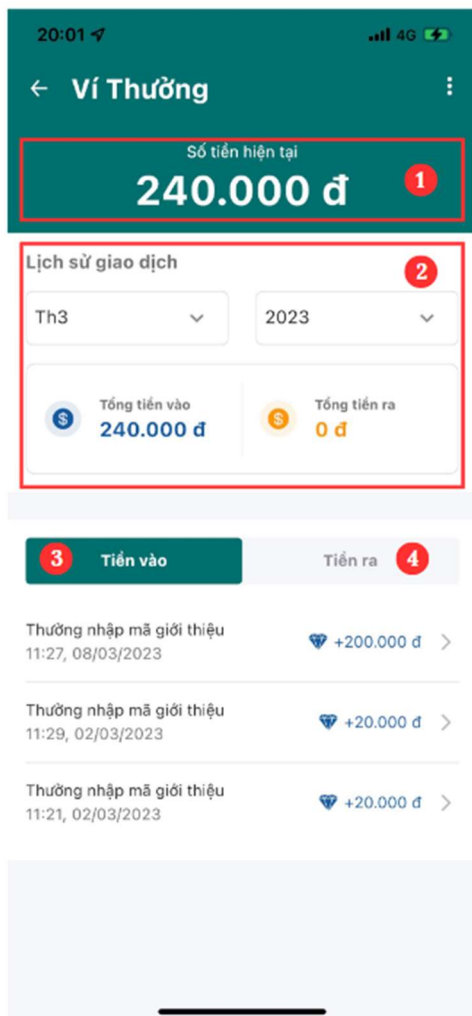 20:01 4G
Ví Thưởng
Số tiền hiện tại
240.000 đ 1
Lịch sử giao dịch 2
Th3 2023
Tổng tiền vào Tổng tiền ra
240.000 đ 0 đ
3 Tiền vào Tiền ra 4
Thưởng nhập mã giới thiệu
11:27, 08/03/2023 +200.000 đ
Thưởng nhập mã giới thiệu
11:29, 02/03/2023 +20.000 đ
Thưởng nhập mã giới thiệu
11:21, 02/03/2023 +20.000 đ